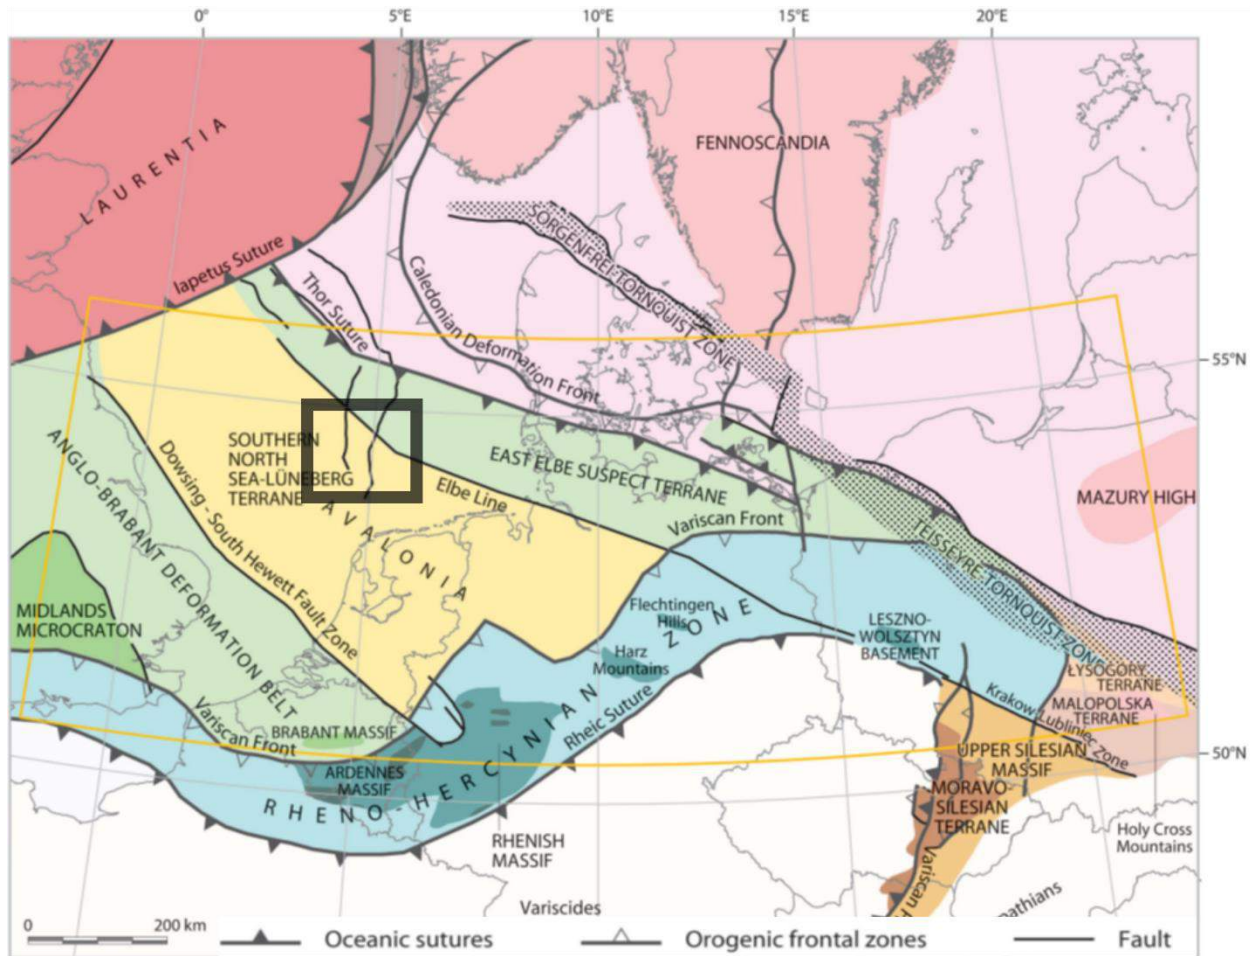 0°
5°E
10°E
15°E
20°E
LAURENTIA
FENNOSCANDIA
SORGENFREI-TORNQUIST ZONE
Iapetus Suture
Thor Suture
Caledonian Deformation Front
55°N
SOUTHERN
NORTH
SEA-LÜNEBERG
TERRANE
ANGLO-BRABANT DEFORMATION BELT
Dowsing - South Hewett Fault Zone
AVALONIA
Elbe Line
EAST ELBE SUSPECT TERRANE
Variscan Front
MAZURY HIGH
TEISSEYRE-TORNQUIST ZONE
MIDLANDS
MICROCRATON
Flechtingen
Hills
Harz
Mountains
LESZNO-
WOLSZTYN
BASEMENT
ŁYSOGÓRY
TERRANE
MALOPOLSKA
TERRANE
Krakow Lubliniec Zone
Variscan Front
BRABANT MASSIF
ARDENNES
MASSIF
RHENO-HERCYNIAN ZONE
Rheic Suture
UPPER SILESIAN
MASSIF
50°N
MORAVO-
SILESIAN
TERRANE
RHENISH
MASSIF
Holy Cross
Mountains
Variscan F
pathians
Variscides
0
200 km
Oceanic sutures
Orogenic frontal zones
Fault